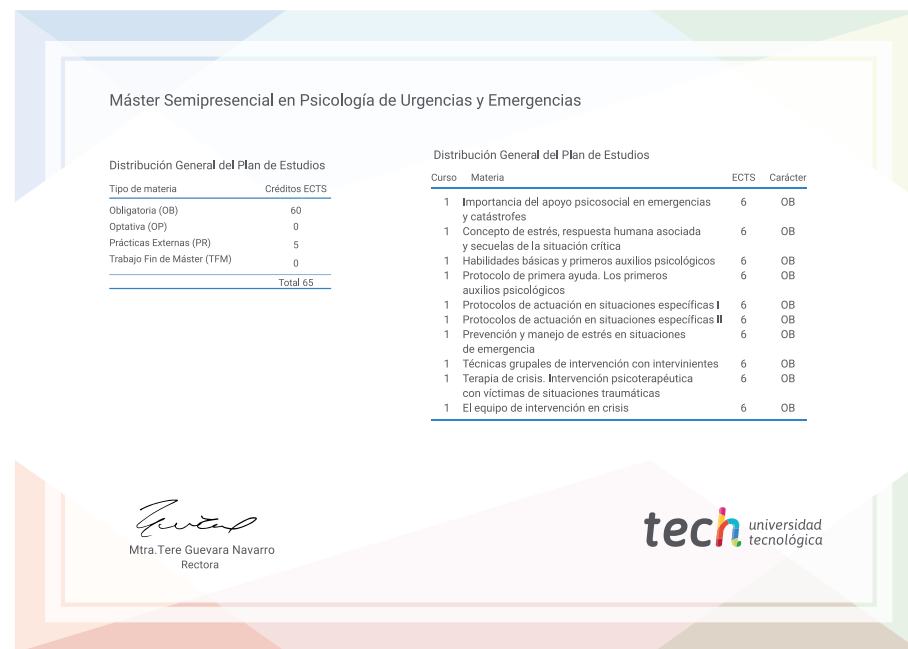 Máster Semipresencial en Psicología de Urgencias y Emergencias
Distribución General del Plan de Estudios
Tipo de materia Créditos ECTS
Obligatoria (OB) 60
Optativa (OP) 0
Prácticas Externas (PR) 5
Trabajo Fin de Máster (TFM) 0
Total 65
Distribución General del Plan de Estudios
Curso Materia ECTS Carácter
1 Importancia del apoyo psicosocial en emergencias 6 OB
y catástrofes
1 Concepto de estrés, respuesta humana asociada 6 OB
y secuelas de la situación crítica
1 Habilidades básicas y primeros auxilios psicológicos 6 OB
1 Protocolo de primera ayuda. Los primeros 6 OB
auxilios psicológicos
1 Protocolos de actuación en situaciones específicas I 6 OB
1 Protocolos de actuación en situaciones específicas II 6 OB
1 Prevención y manejo de estrés en situaciones 6 OB
de emergencia
1 Técnicas grupales de intervención con intervinientes 6 OB
1 Terapia de crisis. Intervención psicoterapéutica 6 OB
con víctimas de situaciones traumáticas
1 El equipo de intervención en crisis 6 OB
Mtra.Tere Guevara Navarro
Rectora
tech universidad
tecnológica